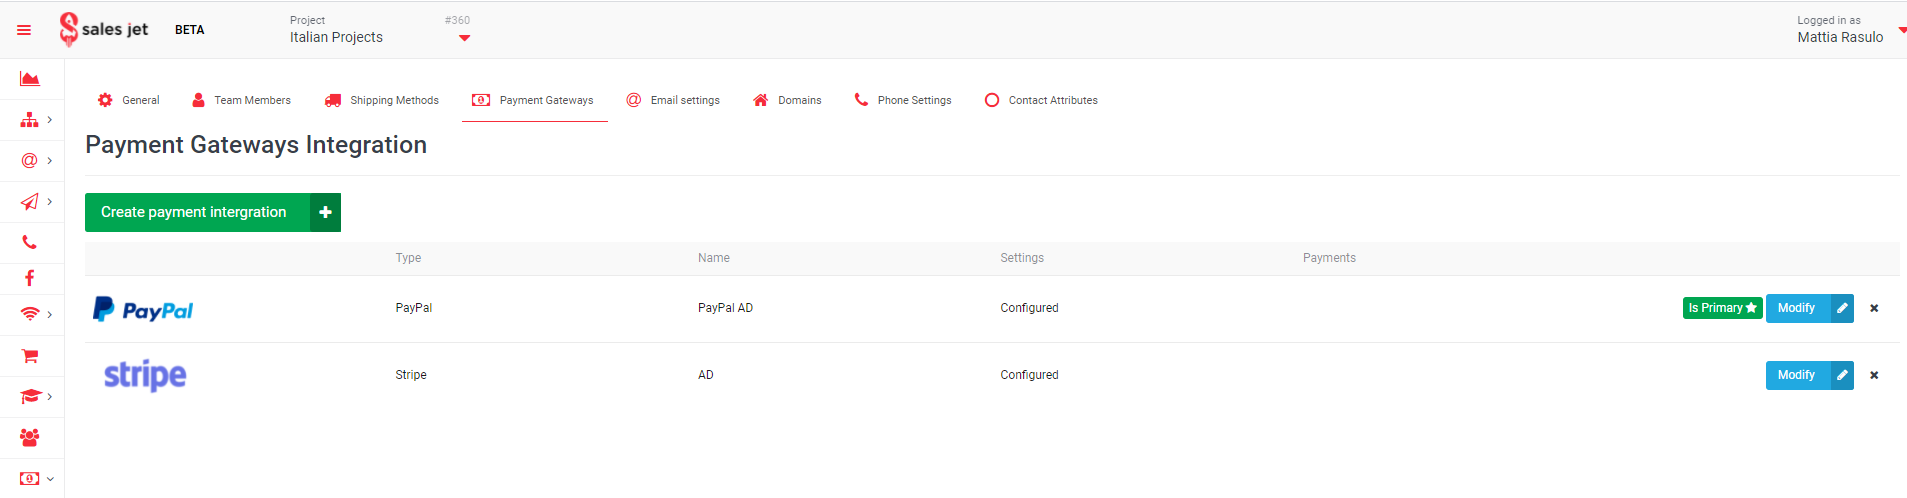 sales jet BETA
Project #360
Italian Projects
Logged in as
Mattia Rasulo
General Team Members Shipping Methods Payment Gateways Email settings Domains Phone Settings Contact Attributes
Payment Gateways Integration
Create payment intergration
Type Name Settings Payments
PayPal PayPal PayPal AD Configured Is Primary Modify
stripe Stripe AD Configured Modify